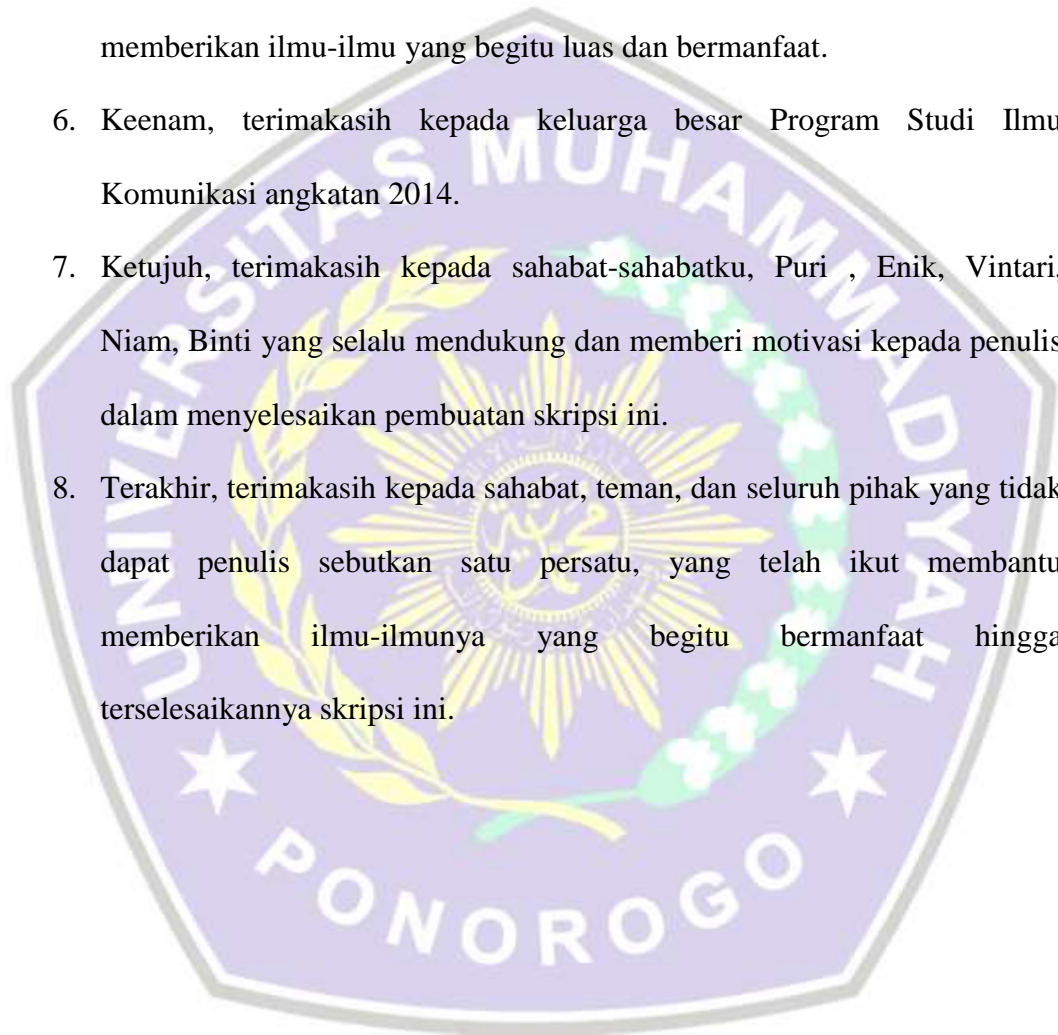 memberikan ilmu-ilmu yang begitu luas dan bermanfaat.
6. Keenam, terimakasih kepada keluarga besar Program Studi Ilmu
Komunikasi angkatan 2014.
7. Ketujuh, terimakasih kepada sahabat-sahabatku, Puri , Enik, Vintari,
Niam, Binti yang selalu mendukung dan memberi motivasi kepada penulis
dalam menyelesaikan pembuatan skripsi ini.
8. Terakhir, terimakasih kepada sahabat, teman, dan seluruh pihak yang tidak
dapat penulis sebutkan satu persatu, yang telah ikut membantu
memberikan ilmu-ilmunya yang begitu bermanfaat hingga
terselesaikannya skripsi ini.
UNIVERSITAS MUHAMMADIYAH
PONOROGO